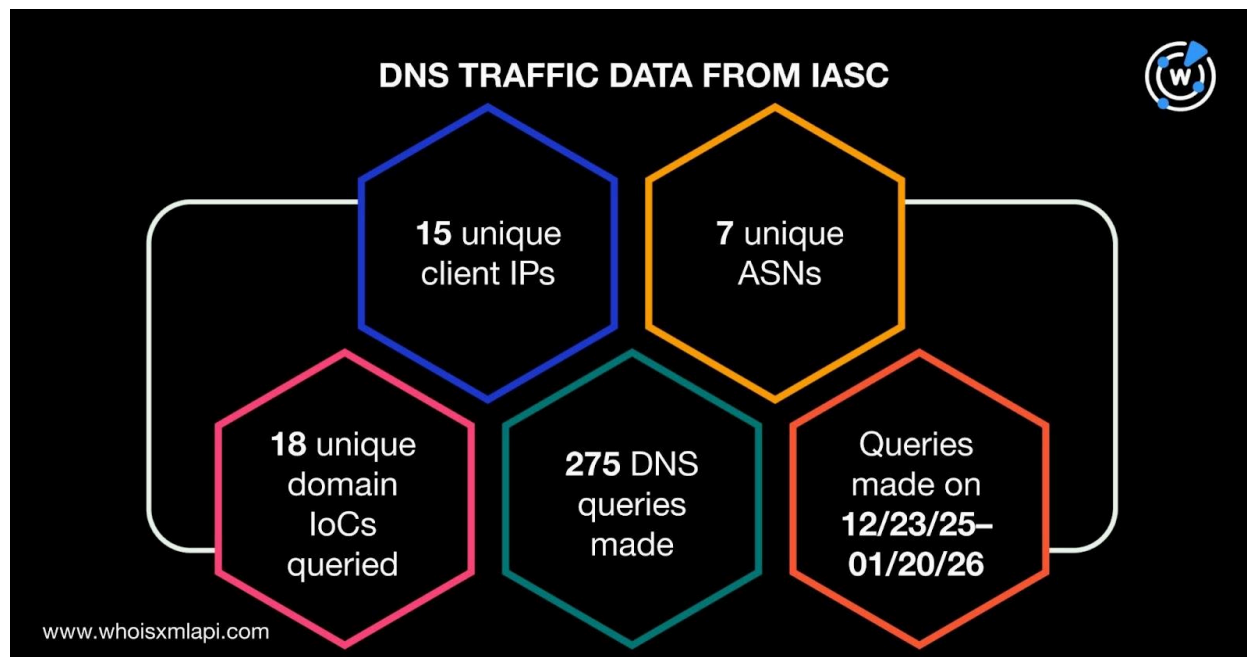 DNS TRAFFIC DATA FROM IASC
W
15 unique
client IPs
7 unique
ASNs
18 unique
domain
IoCs
queried
275 DNS
queries
made
Queries
made on
12/23/25–
01/20/26
www.whoisxmlapi.com